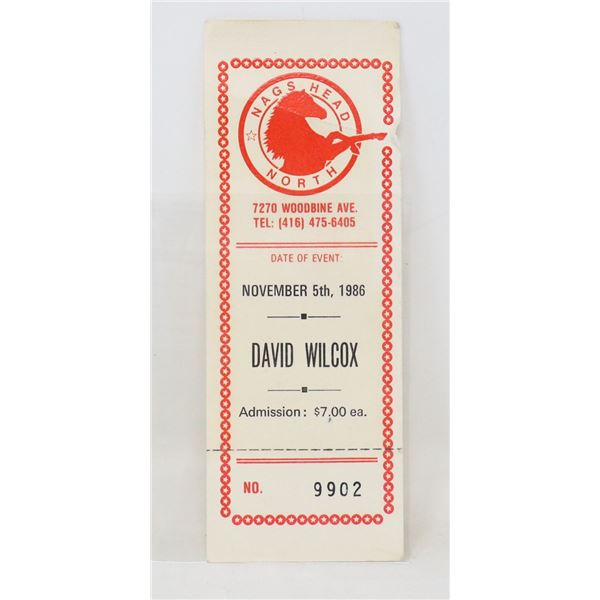 NAGS HEAD
NORTH
7270 WOODBINE AVE.
TEL: (416) 475-6405
DATE OF EVENT:
NOVEMBER 5th, 1986
DAVID WILCOX
Admission: $7.00 ea.
NO. 9902